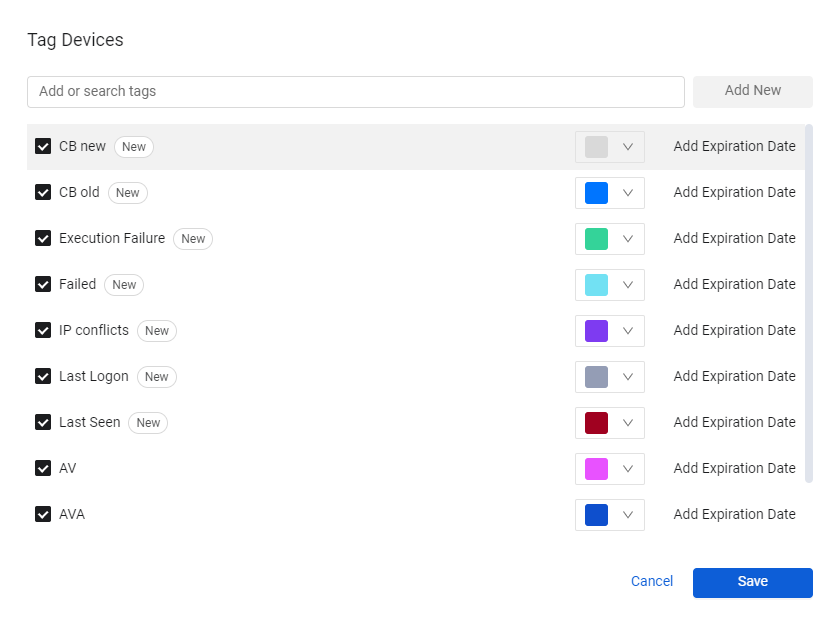 Tag Devices
Add or search tags Add New
CB new New Add Expiration Date
CB old New Add Expiration Date
Execution Failure New Add Expiration Date
Failed New Add Expiration Date
IP conflicts New Add Expiration Date
Last Logon New Add Expiration Date
Last Seen New Add Expiration Date
AV Add Expiration Date
AVA Add Expiration Date
Cancel Save